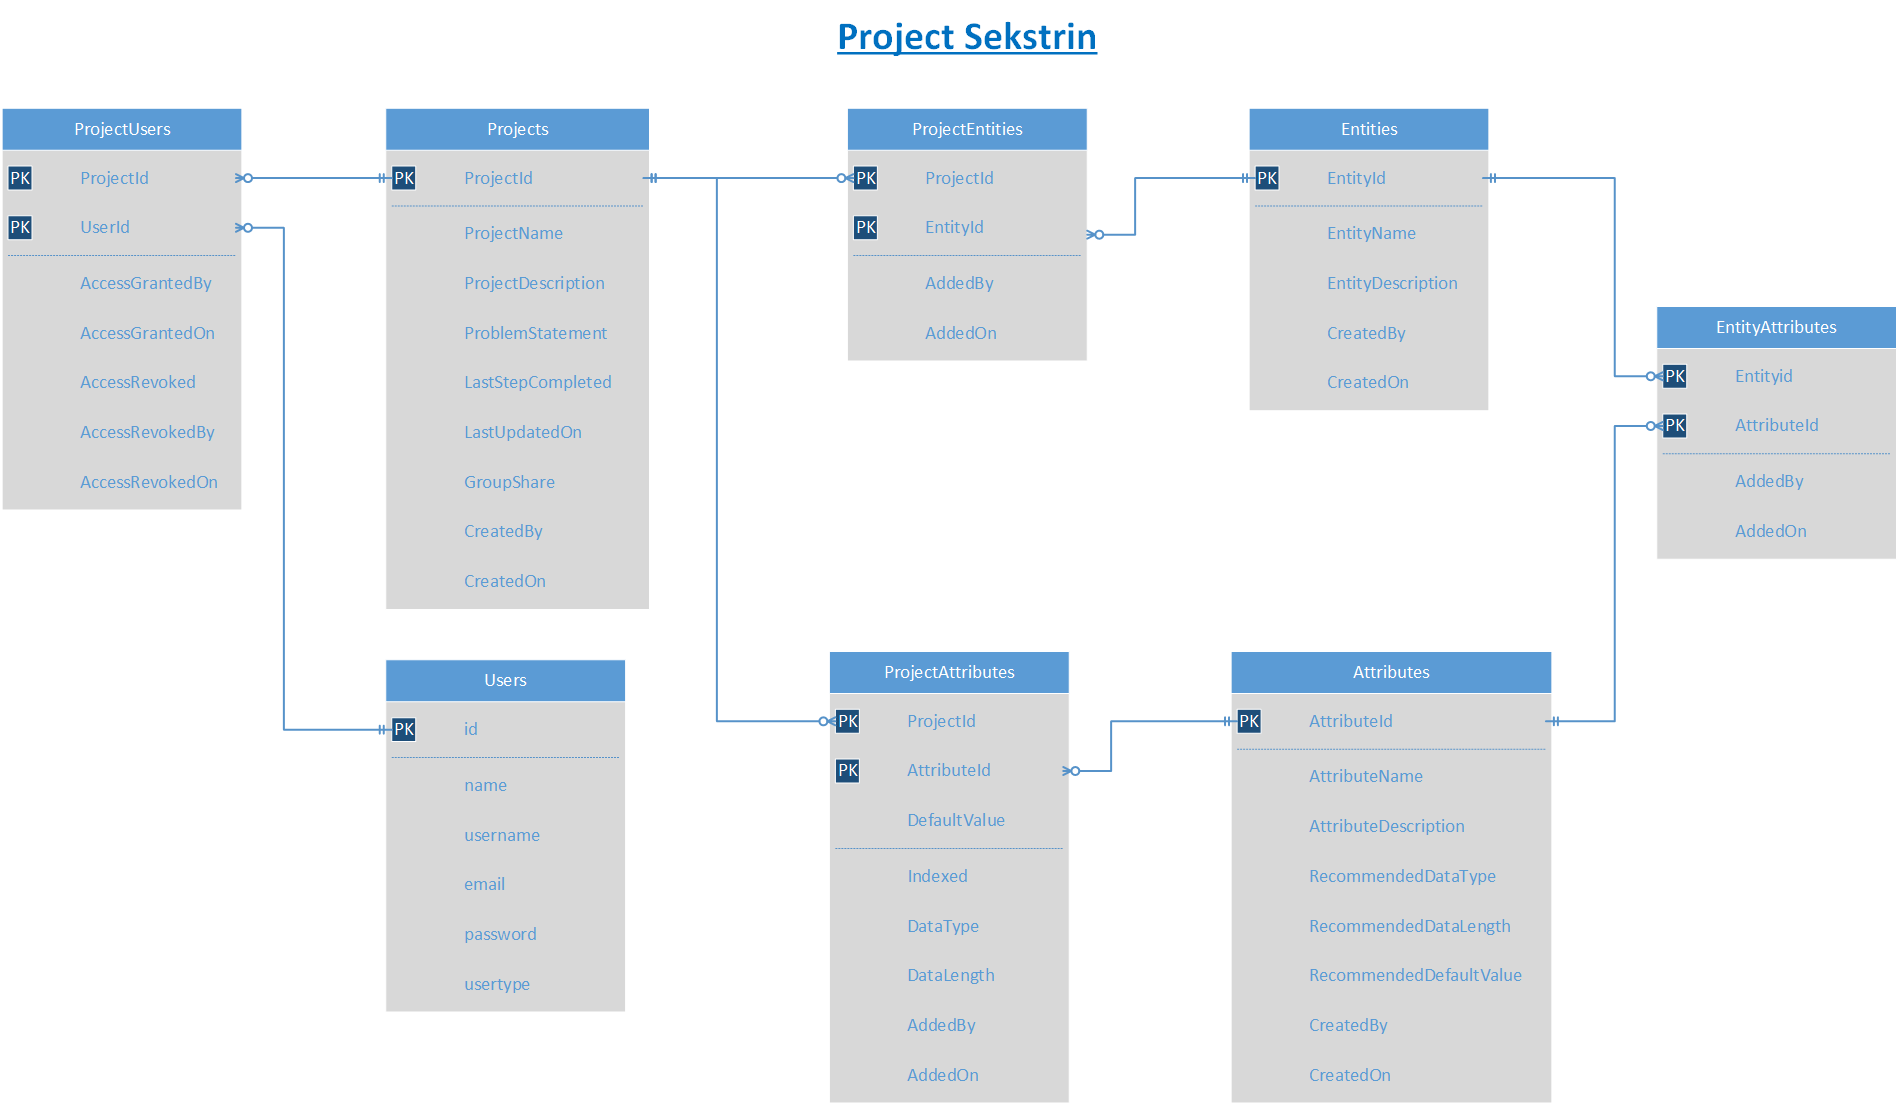 Project Sekstrin
ProjectUsers
PK ProjectId
PK UserId
AccessGrantedBy
AccessGrantedOn
AccessRevoked
AccessRevokedBy
AccessRevokedOn
Projects
PK ProjectId
ProjectName
ProjectDescription
ProblemStatement
LastStepCompleted
LastUpdatedOn
GroupShare
CreatedBy
CreatedOn
ProjectEntities
PK ProjectId
PK EntityId
AddedBy
AddedOn
Entities
PK EntityId
EntityName
EntityDescription
CreatedBy
CreatedOn
EntityAttributes
PK Entityid
PK AttributeId
AddedBy
AddedOn
Users
PK id
name
username
email
password
usertype
ProjectAttributes
PK ProjectId
PK AttributeId
DefaultValue
Indexed
DataType
DataLength
AddedBy
AddedOn
Attributes
PK AttributeId
AttributeName
AttributeDescription
RecommendedDataType
RecommendedDataLength
RecommendedDefaultValue
CreatedBy
CreatedOn